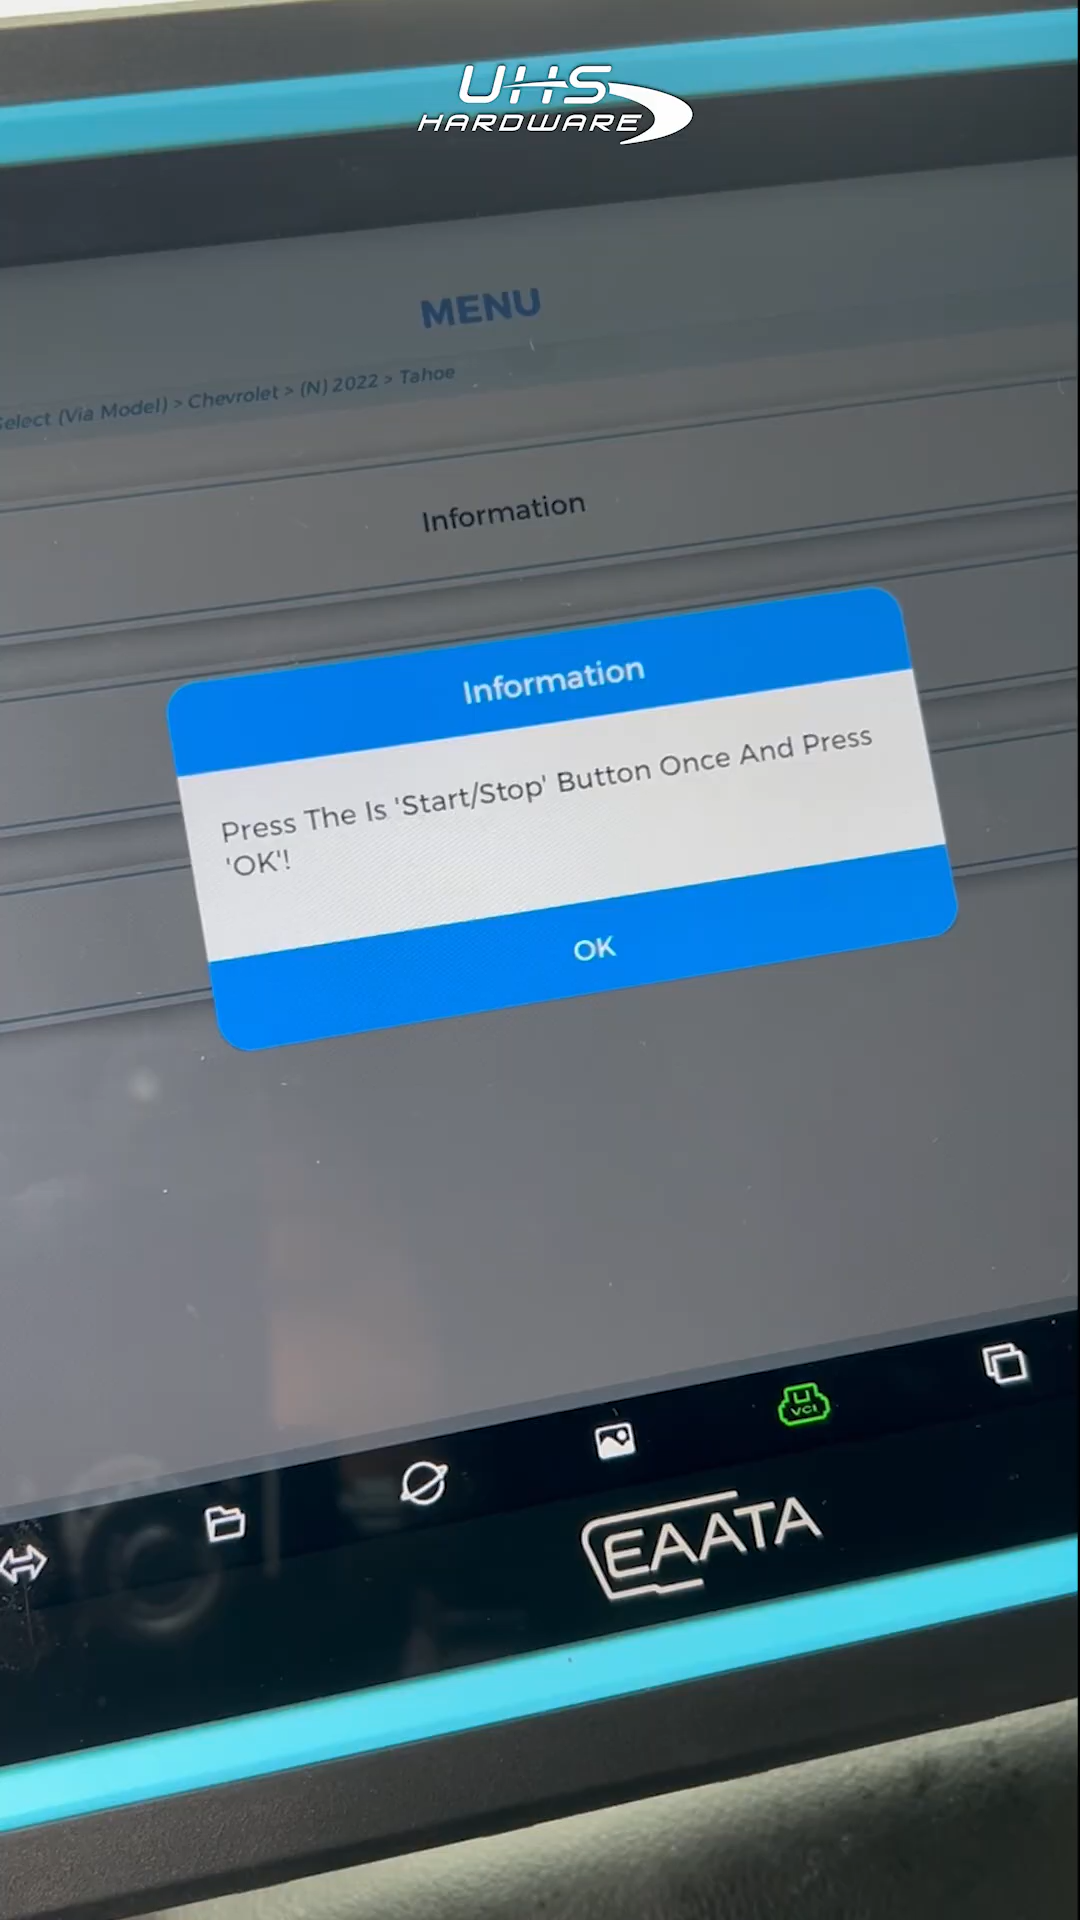 UHS
HARDWARE
MENU
Select (Via Model) > Chevrolet > (N) 2022 > Tahoe
Information
Information
Press The Is 'Start/Stop' Button Once And Press
'OK'!
OK
VCI
EAATA